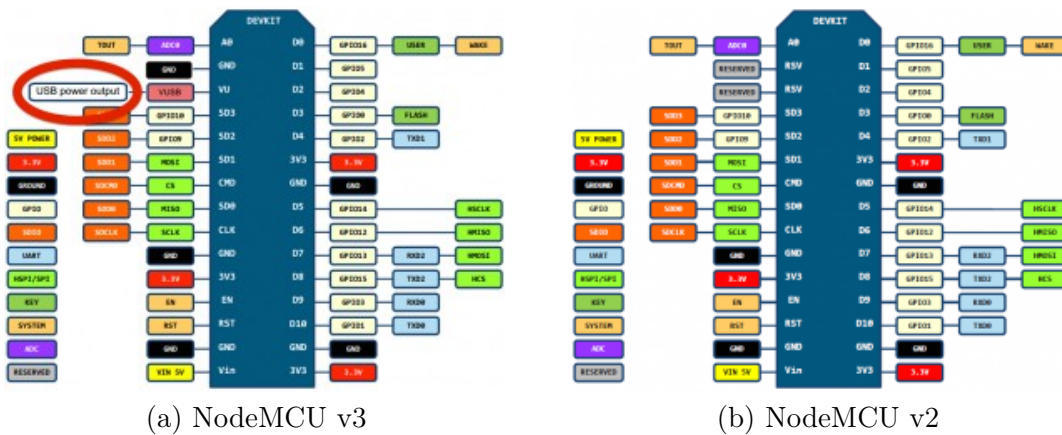 DEVKIT
TOUT ADC0 A0 D0 GPIO16 USER WAKE
GND GND D1 GPIO5
USB power output VUSB VU D2 GPIO4
GPIO10 SD3 D3 GPIO0 FLASH
5V POWER SDD2 GPIO9 SD2 D4 GPIO2 TXD1
3.3V SDD1 MOSI SD1 3V3 3.3V
GROUND SDCMD CS CMD GND GND
GPIO SDD0 MISO SD0 D5 GPIO14 HSCLK
SDIO SDCLK SCLK CLK D6 GPIO12 HMISO
UART GND GND D7 GPIO13 RXD2 HMOSI
HSPI/SPI 3.3V 3V3 D8 GPIO15 TXD2 HCS
KEY EN EN D9 GPIO3 RXD0
SYSTEM RST RST D10 GPIO1 TXD0
ADC GND GND GND GND
RESERVED VIN 5V Vin 3V3 3.3V
(a) NodeMCU v3
DEVKIT
TOUT ADC0 A0 D0 GPIO16 USER WAKE
RESERVED RSV D1 GPIO5
RESERVED RSV D2 GPIO4
SDD3 GPIO10 SD3 D3 GPIO0 FLASH
5V POWER SDD2 GPIO9 SD2 D4 GPIO2 TXD1
3.3V SDD1 MOSI SD1 3V3 3.3V
GROUND SDCMD CS CMD GND GND
GPIO SDD0 MISO SD0 D5 GPIO14 HSCLK
SDIO SDCLK SCLK CLK D6 GPIO12 HMISO
UART GND GND D7 GPIO13 RXD2 HMOSI
HSPI/SPI 3.3V 3V3 D8 GPIO15 TXD2 HCS
KEY EN EN D9 GPIO3 RXD0
SYSTEM RST RST D10 GPIO1 TXD0
ADC GND GND GND GND
RESERVED VIN 5V Vin 3V3 3.3V
(b) NodeMCU v2